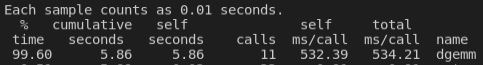 Each sample counts as 0.01 seconds.
  %   cumulative   self              self     total
 time   seconds   seconds    calls  ms/call  ms/call  name
 99.60      5.86     5.86       11   532.39   534.21  dgemm